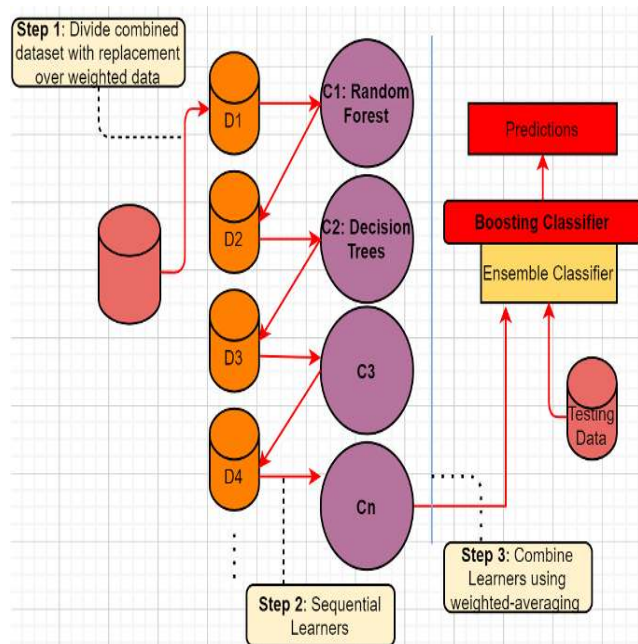 Step 1: Divide combined
dataset with replacement
over weighted data
D1
C1: Random
Forest
D2
C2: Decision
Trees
D3
C3
D4
Cn
Predictions
Boosting Classifier
Ensemble Classifier
Testing
Data
Step 2: Sequential
Learners
Step 3: Combine
Learners using
weighted-averaging